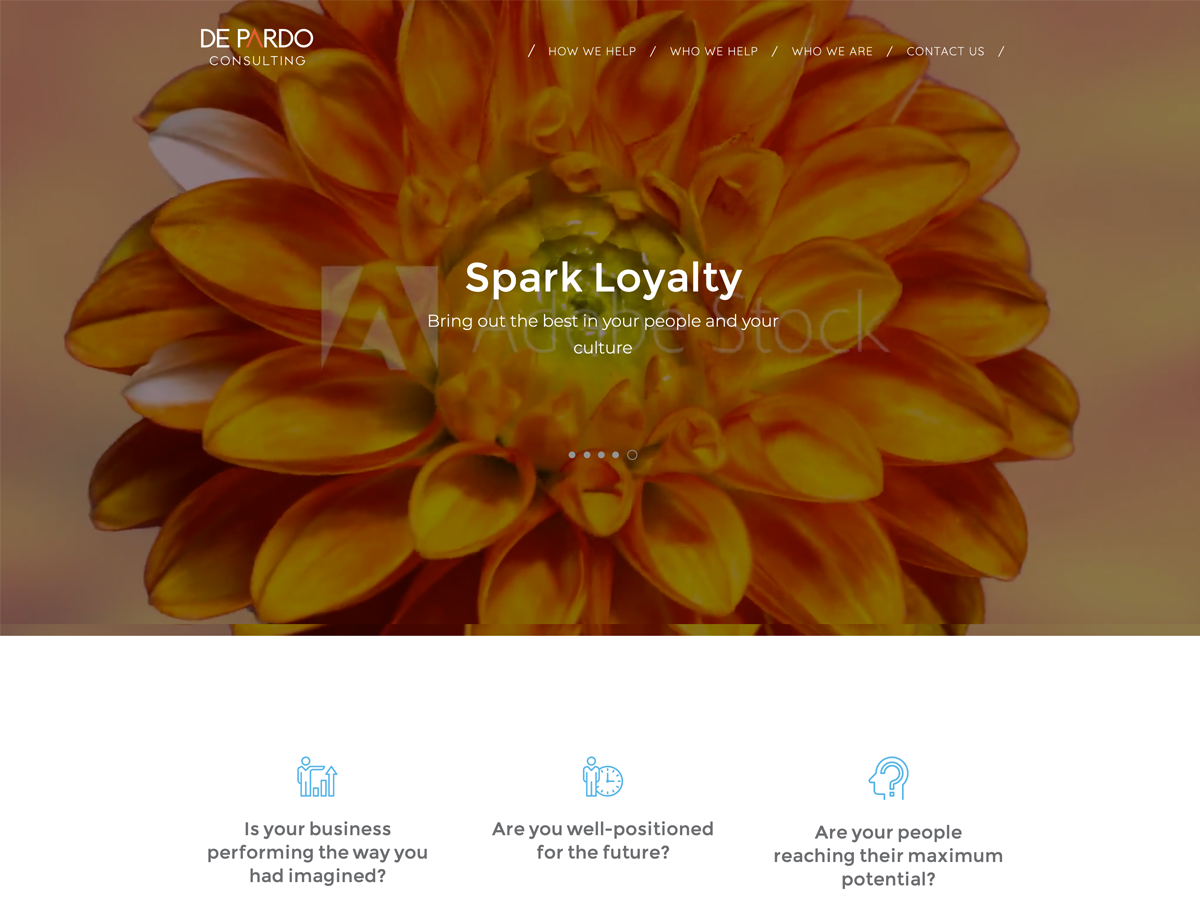 DE PARDO
CONSULTING
/ HOW WE HELP / WHO WE HELP / WHO WE ARE / CONTACT US /
Spark Loyalty
Adobe Stock
Bring out the best in your people and your
culture
Is your business
performing the way you
had imagined?
Are you well-positioned
for the future?
Are your people
reaching their maximum
potential?